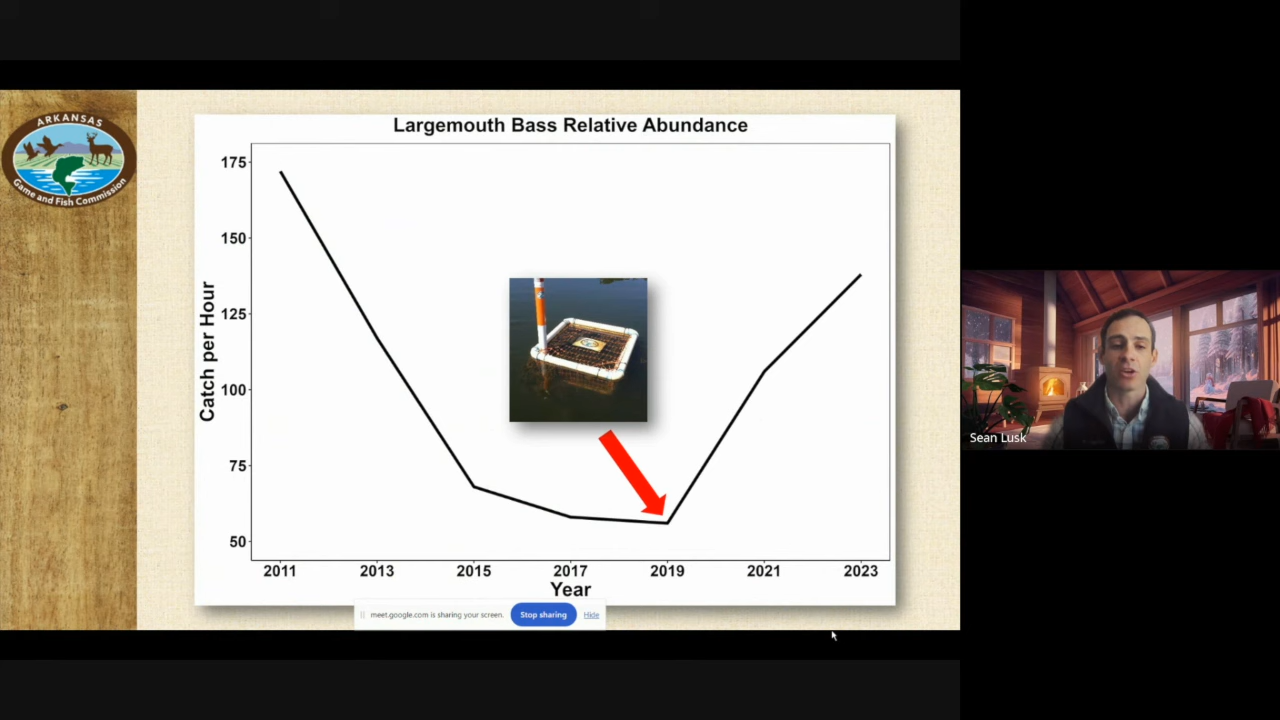 ARKANSAS
Game and Fish Commission
Largemouth Bass Relative Abundance
Catch per Hour
175
150
125
100
75
50
2011 2013 2015 2017 2019 2021 2023
Year
meet.google.com is sharing your screen. Stop sharing Hide
Sean Lusk